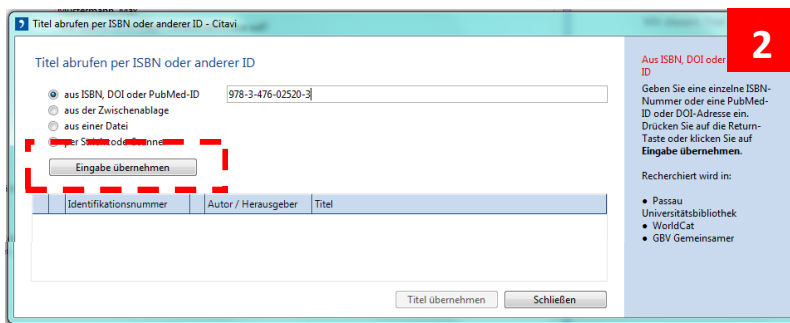 Titel abrufen per ISBN oder anderer ID - Citavi
2
Titel abrufen per ISBN oder anderer ID
aus ISBN, DOI oder PubMed-ID
978-3-476-02520-3
aus der Zwischenablage
aus einer Datei
per Strichcode-Scanner
Eingabe übernehmen
Identifikationsnummer
Autor / Herausgeber
Titel
Titel übernehmen
Schließen
Aus ISBN, DOI oder
ID
Geben Sie eine einzelne ISBN-
Nummer oder eine PubMed-
ID oder DOI-Adresse ein.
Drücken Sie auf die Return-
Taste oder klicken Sie auf
Eingabe übernehmen.
Recherchiert wird in:
● Passau
Universitätsbibliothek
● WorldCat
● GBV Gemeinsamer